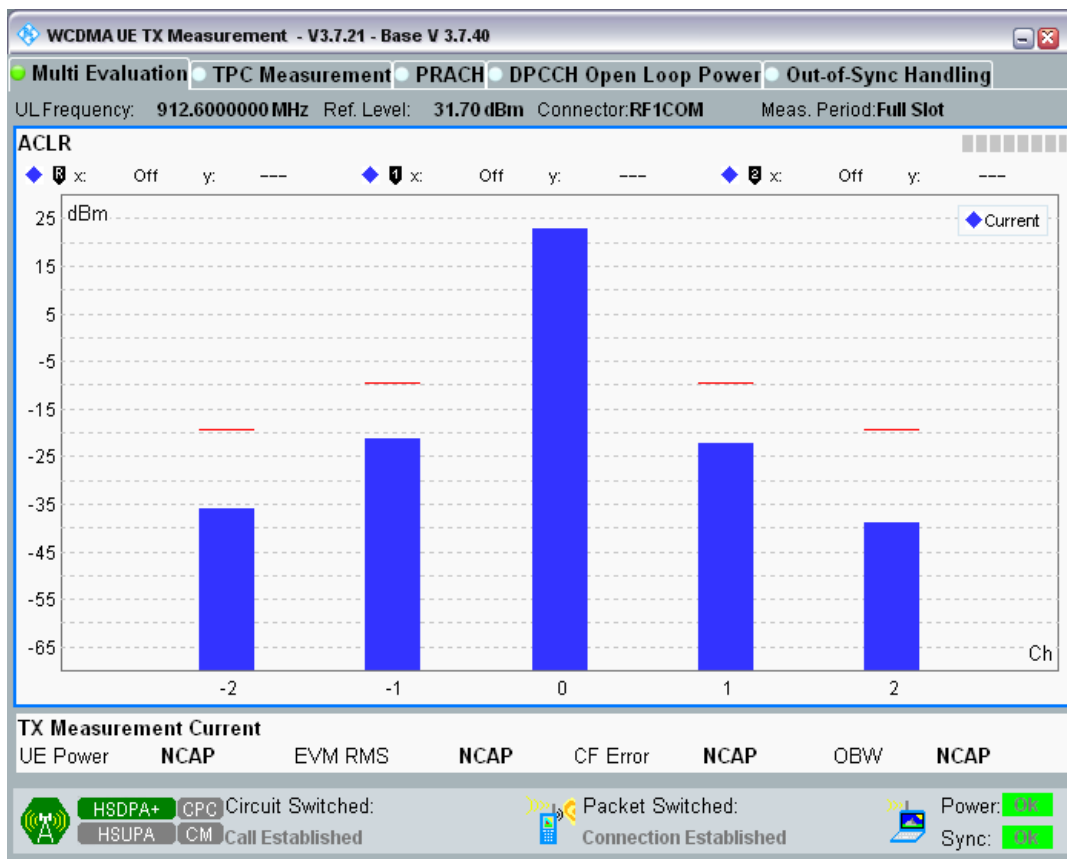 WCDMA UE TX Measurement - V3.7.21 - Base V 3.7.40
Multi Evaluation TPC Measurement PRACH DPCCH Open Loop Power Out-of-Sync Handling
UL Frequency: 912.6000000 MHz Ref. Level: 31.70 dBm Connector:RF1COM Meas. Period:Full Slot
ACLR
R x: Off y: --- 1 x: Off y: --- 2 x: Off y: ---
dBm
Current
25
15
5
-5
-15
-25
-35
-45
-55
-65
Ch
-2 -1 0 1 2
TX Measurement Current
UE Power NCAP EVM RMS NCAP CF Error NCAP OBW NCAP
HSDPA+ CPC Circuit Switched: Packet Switched: Power: OK
HSUPA CM Call Established Connection Established Sync: OK